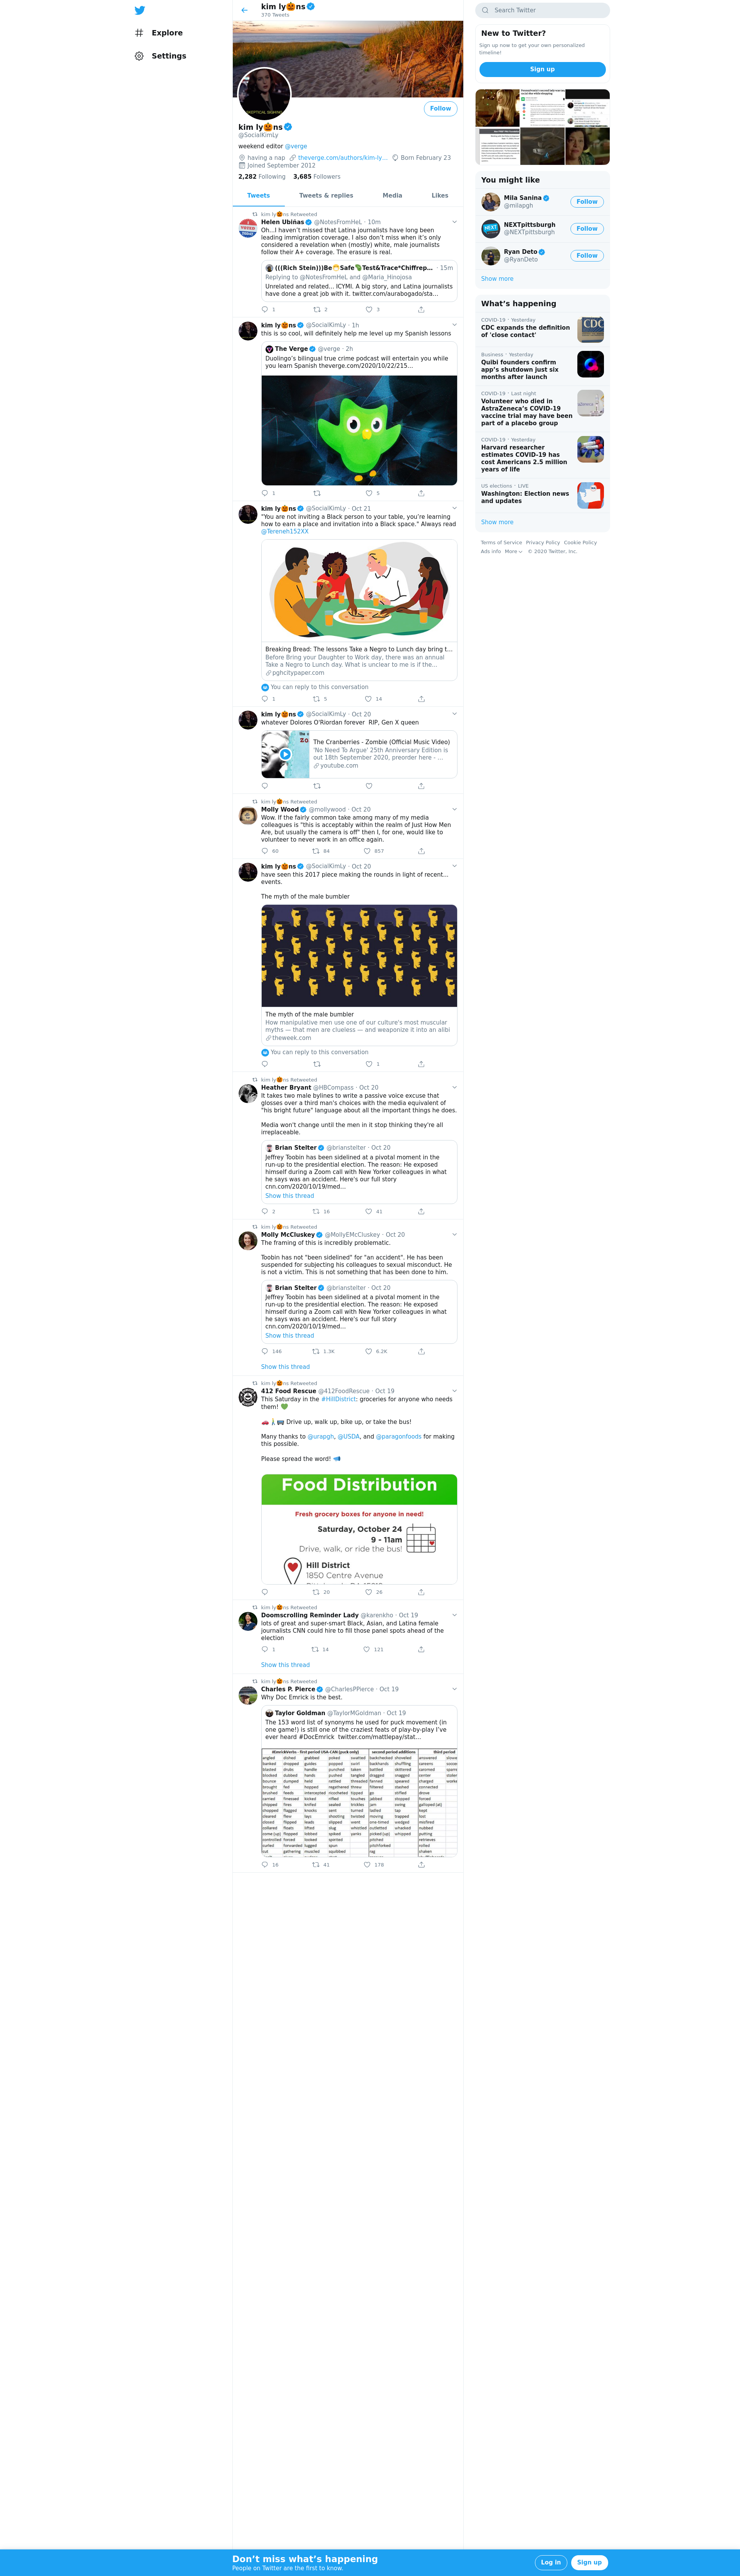 Explore
Settings
kim ly🎃ns
370 Tweets
Follow
kim ly🎃ns
@SocialKimLy
weekend editor @verge
having a nap theverge.com/authors/kim-ly… Born February 23
Joined September 2012
2,282 Following 3,685 Followers
Tweets Tweets & replies Media Likes
kim ly🎃ns Retweeted
Helen Ubiñas @NotesFromHeL · 10m
Oh...I haven't missed that Latina journalists have long been
leading immigration coverage. I also don't miss when it's only
considered a revelation when (mostly) white, male journalists
follow their A+ coverage. The erasure is real.
(((Rich Stein)))Be😷Safe🦠Test&Trace*Chiffrep… · 15m
Replying to @NotesFromHeL and @Maria_Hinojosa
Unrelated and related... ICYMI. A big story, and Latina journalists
have done a great job with it. twitter.com/aurabogado/sta…
1 2 3
kim ly🎃ns @SocialKimLy · 1h
this is so cool, will definitely help me level up my Spanish lessons
The Verge @verge · 2h
Duolingo's bilingual true crime podcast will entertain you while
you learn Spanish theverge.com/2020/10/22/215…
1 5
kim ly🎃ns @SocialKimLy · Oct 21
"You are not inviting a Black person to your table, you're learning
how to earn a place and invitation into a Black space." Always read
@Tereneh152XX
Breaking Bread: The lessons Take a Negro to Lunch day bring t…
Before Bring your Daughter to Work day, there was an annual
Take a Negro to Lunch day. What is unclear to me is if the…
pghcitypaper.com
You can reply to this conversation
1 5 14
kim ly🎃ns @SocialKimLy · Oct 20
whatever Dolores O'Riordan forever RIP, Gen X queen
The Cranberries - Zombie (Official Music Video)
'No Need To Argue' 25th Anniversary Edition is
out 18th September 2020, preorder here - …
youtube.com
kim ly🎃ns Retweeted
Molly Wood @mollywood · Oct 20
Wow. If the fairly common take among many of my media
colleagues is "this is acceptably within the realm of Just How Men
Are, but usually the camera is off" then I, for one, would like to
volunteer to never work in an office again.
60 84 857
kim ly🎃ns @SocialKimLy · Oct 20
have seen this 2017 piece making the rounds in light of recent...
events.
The myth of the male bumbler
The myth of the male bumbler
How manipulative men use one of our culture's most muscular
myths — that men are clueless — and weaponize it into an alibi
theweek.com
You can reply to this conversation
1
kim ly🎃ns Retweeted
Heather Bryant @HBCompass · Oct 20
It takes two male bylines to write a passive voice excuse that
glosses over a third man's choices with the media equivalent of
"his bright future" language about all the important things he does.
Media won't change until the men in it stop thinking they're all
irreplaceable.
Brian Stelter @brianstelter · Oct 20
Jeffrey Toobin has been sidelined at a pivotal moment in the
run-up to the presidential election. The reason: He exposed
himself during a Zoom call with New Yorker colleagues in what
he says was an accident. Here's our full story
cnn.com/2020/10/19/med…
Show this thread
2 16 41
kim ly🎃ns Retweeted
Molly McCluskey @MollyEMcCluskey · Oct 20
The framing of this is incredibly problematic.
Toobin has not "been sidelined" for "an accident". He has been
suspended for subjecting his colleagues to sexual misconduct. He
is not a victim. This is not something that has been done to him.
Brian Stelter @brianstelter · Oct 20
Jeffrey Toobin has been sidelined at a pivotal moment in the
run-up to the presidential election. The reason: He exposed
himself during a Zoom call with New Yorker colleagues in what
he says was an accident. Here's our full story
cnn.com/2020/10/19/med…
Show this thread
146 1.3K 6.2K
Show this thread
kim ly🎃ns Retweeted
412 Food Rescue @412FoodRescue · Oct 19
This Saturday in the #HillDistrict: groceries for anyone who needs
them! 💚
🚗🚶🚌 Drive up, walk up, bike up, or take the bus!
Many thanks to @urapgh, @USDA, and @paragonfoods for making
this possible.
Please spread the word! 📣
Food Distribution
Fresh grocery boxes for anyone in need!
Saturday, October 24
9 - 11am
Drive, walk, or ride the bus!
Hill District
1850 Centre Avenue
20 26
kim ly🎃ns Retweeted
Doomscrolling Reminder Lady @karenkho · Oct 19
lots of great and super-smart Black, Asian, and Latina female
journalists CNN could hire to fill those panel spots ahead of the
election
1 14 121
Show this thread
kim ly🎃ns Retweeted
Charles P. Pierce @CharlesPPierce · Oct 19
Why Doc Emrick is the best.
Taylor Goldman @TaylorMGoldman · Oct 19
The 153 word list of synonyms he used for puck movement (in
one game!) is still one of the craziest feats of play-by-play I've
ever heard #DocEmrick twitter.com/mattlepay/stat…
16 41 178
Search Twitter
New to Twitter?
Sign up now to get your own personalized
timeline!
Sign up
You might like
Mila Sanina
@milapgh
Follow
NEXTpittsburgh
@NEXTpittsburgh
Follow
Ryan Deto
@RyanDeto
Follow
Show more
What's happening
COVID-19 · Yesterday
CDC expands the definition
of 'close contact'
CDC
Business · Yesterday
Quibi founders confirm
app's shutdown just six
months after launch
COVID-19 · Last night
Volunteer who died in
AstraZeneca's COVID-19
vaccine trial may have been
part of a placebo group
COVID-19 · Yesterday
Harvard researcher
estimates COVID-19 has
cost Americans 2.5 million
years of life
US elections · LIVE
Washington: Election news
and updates
Show more
Terms of Service Privacy Policy Cookie Policy
Ads info More © 2020 Twitter, Inc.
Don't miss what's happening
People on Twitter are the first to know.
Log in Sign up